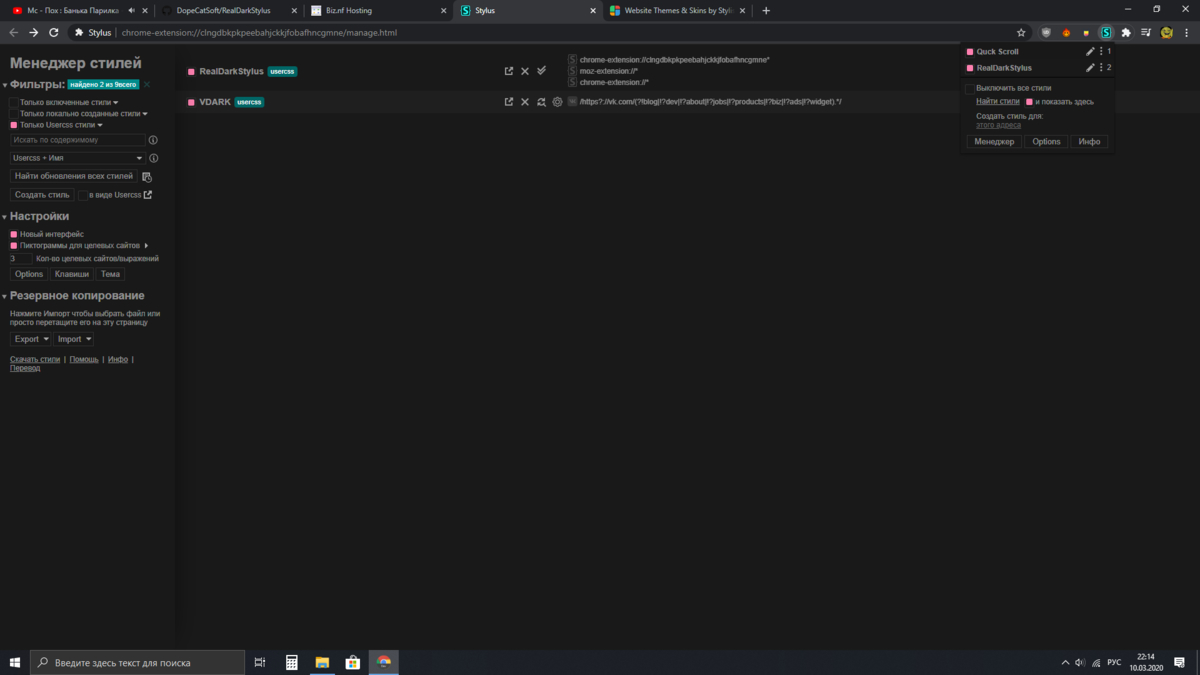 Мс - Пох : Банька Парилка
DopeCatSoft/RealDarkStylus
Biz.nf Hosting
Stylus
Website Themes & Skins by Stylis
Stylus
chrome-extension://clngdbkpkpeebahjckkjfobafhncgmne/manage.html
Менеджер стилей
Фильтры: найдено 2 из 9всего
Только включенные стили
Только локально созданные стили
Только Usercss стили
Искать по содержимому
Usercss + Имя
Найти обновления всех стилей
Создать стиль
в виде Usercss
Настройки
Новый интерфейс
Пиктограммы для целевых сайтов
3 Кол-во целевых сайтов/выражений
Options Клавиши Тема
Резервное копирование
Нажмите Импорт чтобы выбрать файл или
просто перетащите его на эту страницу
Export Import
Скачать стили | Помощь | Инфо |
Перевод
RealDarkStylus usercss
chrome-extension://clngdbkpkpeebahjckkjfobafhncgmne*
moz-extension://*
chrome-extension://*
VDARK usercss
/https?://vk.com/(?!blog|!?dev|!?about|!?jobs|!?products|!?biz|!?ads|!?widget).*/
Quck Scroll 1
RealDarkStylus 2
Выключить все стили
Найти стили и показать здесь
Создать стиль для:
этого адреса
Менеджер Options Инфо
Введите здесь текст для поиска
РУС
22:14
10.03.2020